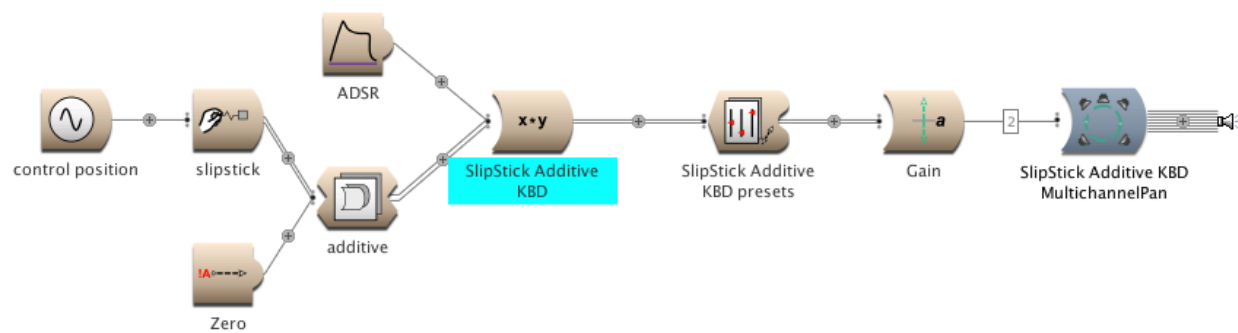 ADSR
control position
slipstick
!A
Zero
additive
x*y
SlipStick Additive
KBD
SlipStick Additive
KBD presets
a
Gain
2
SlipStick Additive KBD
MultichannelPan